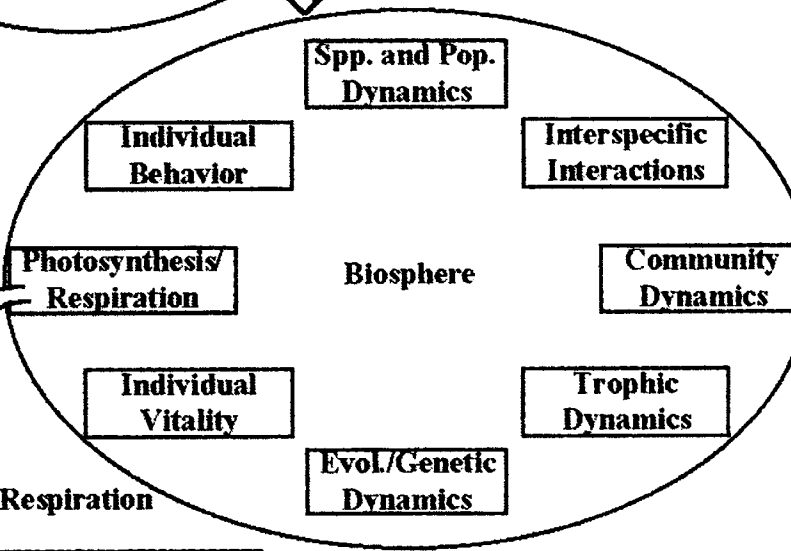 Spp. and Pop.
Dynamics
Individual
Behavior
Interspecific
Interactions
Photosynthesis/
Respiration
Biosphere
Community
Dynamics
Individual
Vitality
Trophic
Dynamics
Evol./Genetic
Dynamics
Respiration